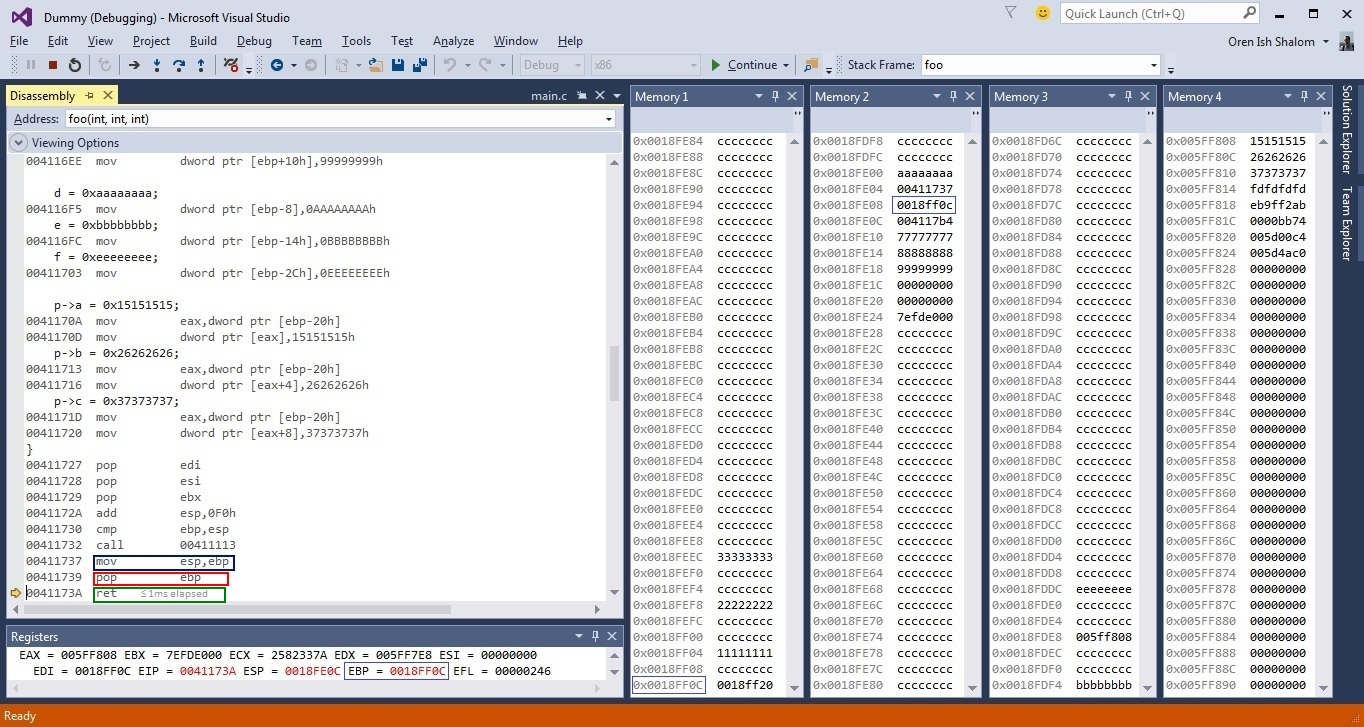 Dummy (Debugging) - Microsoft Visual Studio
Quick Launch (Ctrl+Q)
File Edit View Project Build Debug Team Tools Test Analyze Window Help
Oren Ish Shalom
Debug x86 Continue Stack Frame: foo
Disassembly
main.c
Address: foo(int, int, int)
Viewing Options
004116EE mov dword ptr [ebp+10h],99999999h
d = 0xaaaaaaaa;
004116F5 mov dword ptr [ebp-8],0AAAAAAAAh
e = 0xbbbbbbbb;
004116FC mov dword ptr [ebp-14h],0BBBBBBBBh
f = 0xeeeeeeee;
00411703 mov dword ptr [ebp-2Ch],0EEEEEEEEh
p->a = 0x15151515;
0041170A mov eax,dword ptr [ebp-20h]
0041170D mov dword ptr [eax],15151515h
p->b = 0x26262626;
00411713 mov eax,dword ptr [ebp-20h]
00411716 mov dword ptr [eax+4],26262626h
p->c = 0x37373737;
0041171D mov eax,dword ptr [ebp-20h]
00411720 mov dword ptr [eax+8],37373737h
}
00411727 pop edi
00411728 pop esi
00411729 pop ebx
0041172A add esp,0F0h
00411730 cmp ebp,esp
00411732 call 00411113
00411737 mov esp,ebp
00411739 pop ebp
0041173A ret ≤1ms elapsed
Registers
EAX = 005FF808 EBX = 7EFDE000 ECX = 2582337A EDX = 005FF7E8 ESI = 00000000
EDI = 0018FF0C EIP = 0041173A ESP = 0018FE0C EBP = 0018FF0C EFL = 00000246
Memory 1
0x0018FE84 cccccccc
0x0018FE88 cccccccc
0x0018FE8C cccccccc
0x0018FE90 cccccccc
0x0018FE94 cccccccc
0x0018FE98 cccccccc
0x0018FE9C cccccccc
0x0018FEA0 cccccccc
0x0018FEA4 cccccccc
0x0018FEA8 cccccccc
0x0018FEAC cccccccc
0x0018FEB0 cccccccc
0x0018FEB4 cccccccc
0x0018FEB8 cccccccc
0x0018FEBC cccccccc
0x0018FEC0 cccccccc
0x0018FEC4 cccccccc
0x0018FEC8 cccccccc
0x0018FECC cccccccc
0x0018FED0 cccccccc
0x0018FED4 cccccccc
0x0018FED8 cccccccc
0x0018FEDC cccccccc
0x0018FEE0 cccccccc
0x0018FEE4 cccccccc
0x0018FEE8 cccccccc
0x0018FEEC 33333333
0x0018FEF0 cccccccc
0x0018FEF4 cccccccc
0x0018FEF8 22222222
0x0018FEFC cccccccc
0x0018FF00 cccccccc
0x0018FF04 11111111
0x0018FF08 cccccccc
0x0018FF0C 0018ff20
Memory 2
0x0018FDF8 cccccccc
0x0018FDFC cccccccc
0x0018FE00 aaaaaaaa
0x0018FE04 00411737
0x0018FE08 0018ff0c
0x0018FE0C 004117b4
0x0018FE10 77777777
0x0018FE14 88888888
0x0018FE18 99999999
0x0018FE1C 00000000
0x0018FE20 00000000
0x0018FE24 7efde000
0x0018FE28 cccccccc
0x0018FE2C cccccccc
0x0018FE30 cccccccc
0x0018FE34 cccccccc
0x0018FE38 cccccccc
0x0018FE3C cccccccc
0x0018FE40 cccccccc
0x0018FE44 cccccccc
0x0018FE48 cccccccc
0x0018FE4C cccccccc
0x0018FE50 cccccccc
0x0018FE54 cccccccc
0x0018FE58 cccccccc
0x0018FE5C cccccccc
0x0018FE60 cccccccc
0x0018FE64 cccccccc
0x0018FE68 cccccccc
0x0018FE6C cccccccc
0x0018FE70 cccccccc
0x0018FE74 cccccccc
0x0018FE78 cccccccc
0x0018FE7C cccccccc
0x0018FE80 cccccccc
Memory 3
0x0018FD6C cccccccc
0x0018FD70 cccccccc
0x0018FD74 cccccccc
0x0018FD78 cccccccc
0x0018FD7C cccccccc
0x0018FD80 cccccccc
0x0018FD84 cccccccc
0x0018FD88 cccccccc
0x0018FD8C cccccccc
0x0018FD90 cccccccc
0x0018FD94 cccccccc
0x0018FD98 cccccccc
0x0018FD9C cccccccc
0x0018FDA0 cccccccc
0x0018FDA4 cccccccc
0x0018FDA8 cccccccc
0x0018FDAC cccccccc
0x0018FDB0 cccccccc
0x0018FDB4 cccccccc
0x0018FDB8 cccccccc
0x0018FDBC cccccccc
0x0018FDC0 cccccccc
0x0018FDC4 cccccccc
0x0018FDC8 cccccccc
0x0018FDCC cccccccc
0x0018FDD0 cccccccc
0x0018FDD4 cccccccc
0x0018FDD8 cccccccc
0x0018FDDC eeeeeeee
0x0018FDE0 cccccccc
0x0018FDE4 cccccccc
0x0018FDE8 005ff808
0x0018FDEC cccccccc
0x0018FDF0 cccccccc
0x0018FDF4 bbbbbbbb
Memory 4
0x005FF808 15151515
0x005FF80C 26262626
0x005FF810 37373737
0x005FF814 fdfdfdfd
0x005FF818 eb9ff2ab
0x005FF81C 0000bb74
0x005FF820 005d00c4
0x005FF824 005d4ac0
0x005FF828 00000000
0x005FF82C 00000000
0x005FF830 00000000
0x005FF834 00000000
0x005FF838 00000000
0x005FF83C 00000000
0x005FF840 00000000
0x005FF844 00000000
0x005FF848 00000000
0x005FF84C 00000000
0x005FF850 00000000
0x005FF854 00000000
0x005FF858 00000000
0x005FF85C 00000000
0x005FF860 00000000
0x005FF864 00000000
0x005FF868 00000000
0x005FF86C 00000000
0x005FF870 00000000
0x005FF874 00000000
0x005FF878 00000000
0x005FF87C 00000000
0x005FF880 00000000
0x005FF884 00000000
0x005FF888 00000000
0x005FF88C 00000000
0x005FF890 00000000
Solution Explorer
Team Explorer
Ready